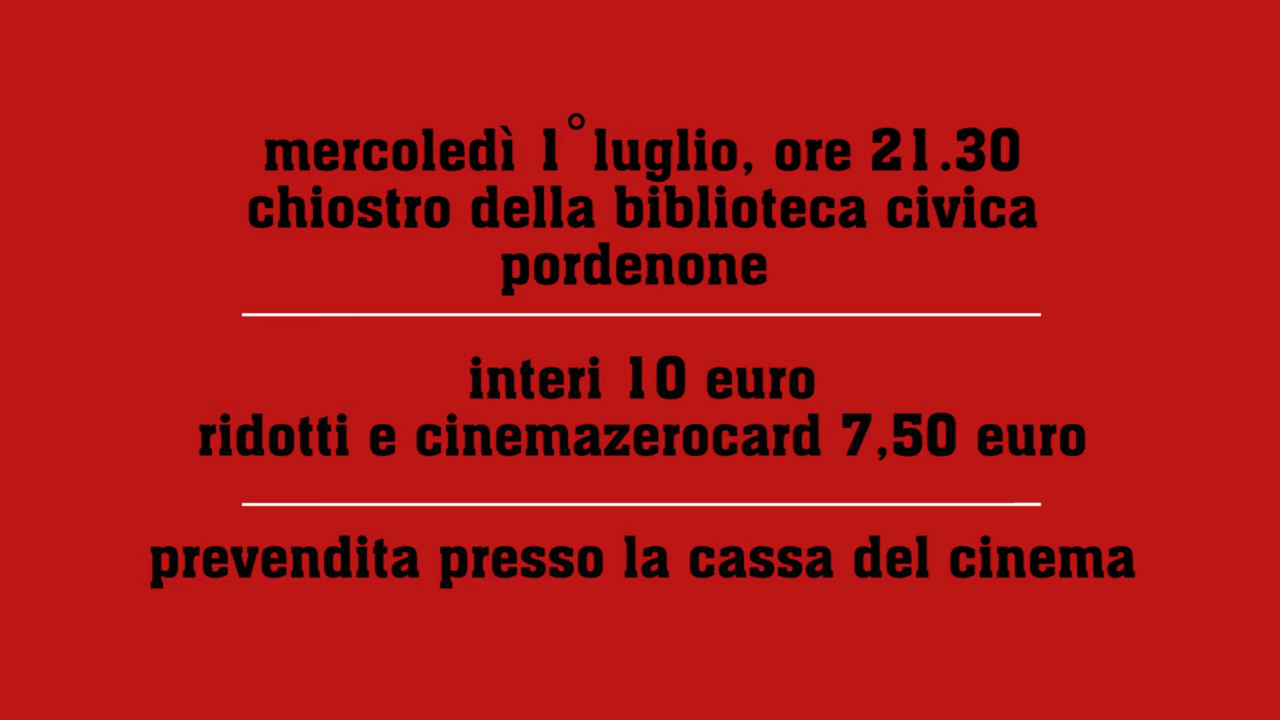 mercoledì 1° luglio, ore 21.30
chiostro della biblioteca civica
pordenone
interi 10 euro
ridotti e cinemazerocard 7,50 euro
prevendita presso la cassa del cinema